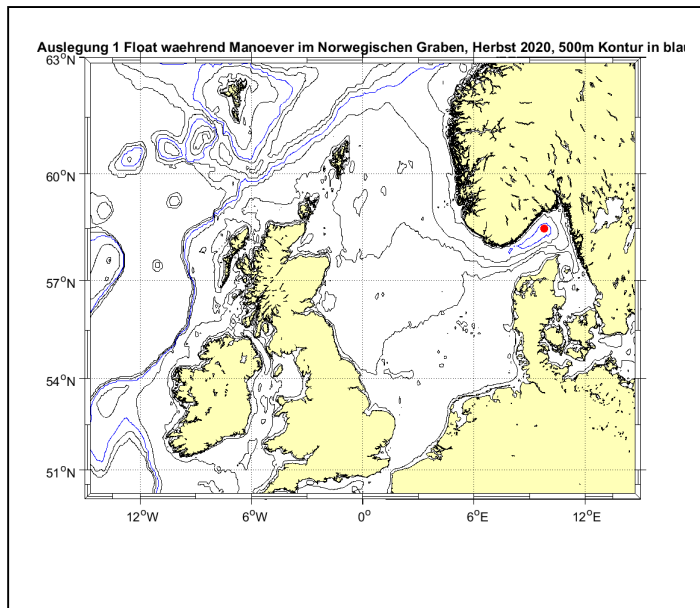 Auslegung 1 Float waehrend Manoever im Norwegischen Graben, Herbst 2020, 500m Kontur in blau
63°N
60°N
57°N
54°N
51°N
12°W
6°W
0°
6°E
12°E